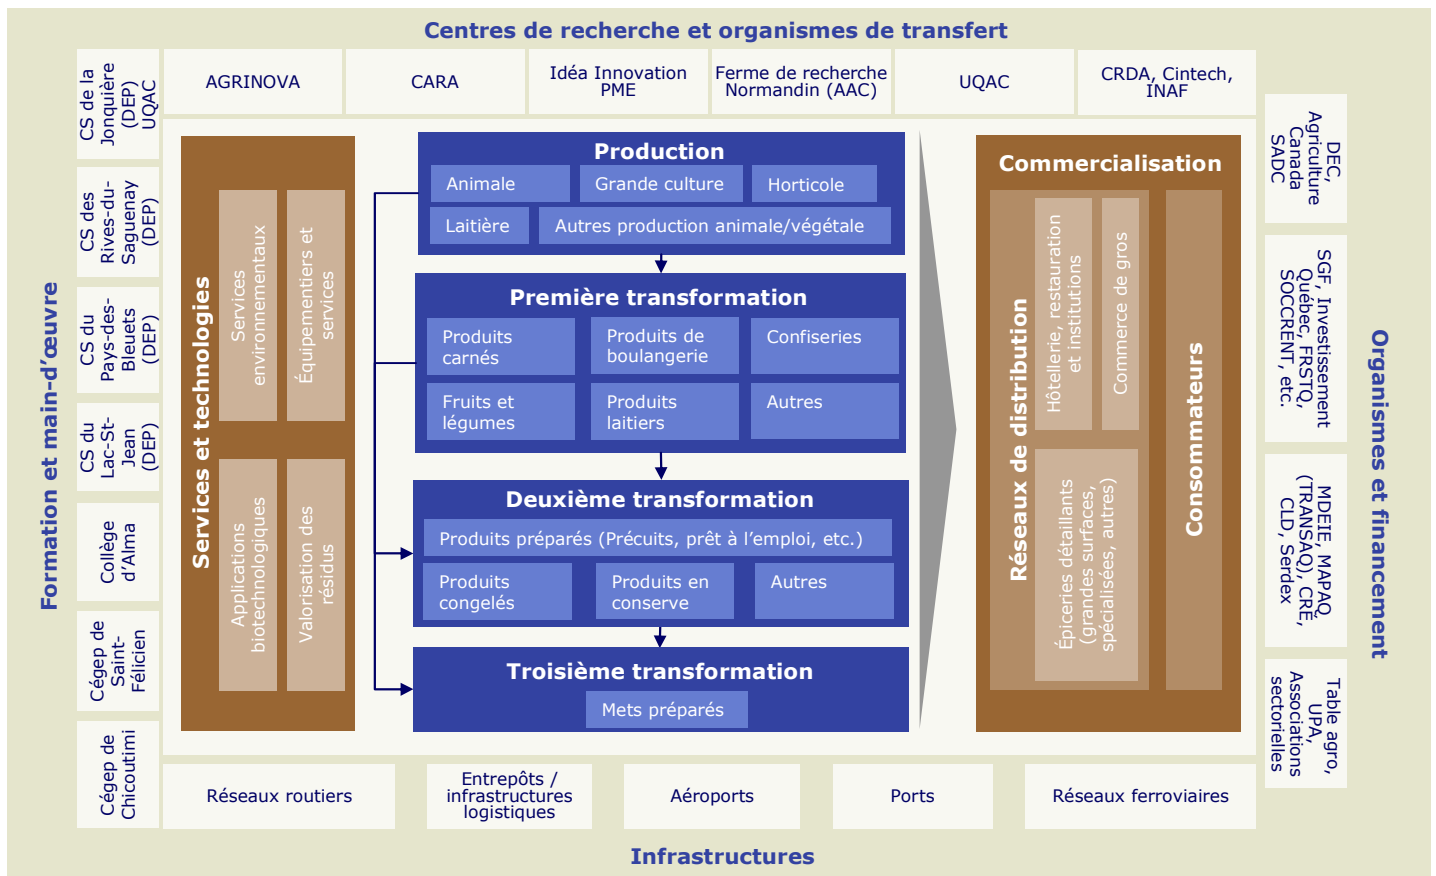 Centres de recherche et organismes de transfert
AGRINOVA
CARA
Idéa Innovation
PME
Ferme de recherche
Normandin (AAC)
UQAC
CRDA, Cintech,
INAF
Formation et main-d’œuvre
CS de la
Jonquière
(DEP)
UQAC
CS des
Rives-du-
Saguenay
(DEP)
CS du
Pays-des-
Bleuets
(DEP)
CS du
Lac-St-
Jean
(DEP)
Collège
d’Alma
Cégep de
Saint-
Félicien
Cégep de
Chicoutimi
Services et technologies
Services
environnementaux
Équipementiers et
services
Applications
biotechnologiques
Valorisation des
résidus
Production
Animale
Grande culture
Horticole
Laitière
Autres production animale/végétale
Première transformation
Produits
carnés
Produits de
boulangerie
Confiseries
Fruits et
légumes
Produits
laitiers
Autres
Deuxième transformation
Produits préparés (Précuits, prêt à l’emploi, etc.)
Produits
congelés
Produits en
conserve
Autres
Troisième transformation
Mets préparés
Commercialisation
Réseaux de distribution
Hôtellerie, restauration
et institutions
Commerce de gros
Épiceries détaillants
(grandes surfaces,
spécialisées, autres)
Consommateurs
DEC,
Agriculture
Canada
SADC
SGF, Investissement
Québec, FRSTQ,
SOCCRENT, etc.
MDEIE, MAPAQ
(TRANSAQ), CRÉ,
CLD, Serdex
Table agro,
UPA,
Associations
sectorielles
Organismes et financement
Réseaux routiers
Entrepôts /
infrastructures
logistiques
Aéroports
Ports
Réseaux ferroviaires
Infrastructures